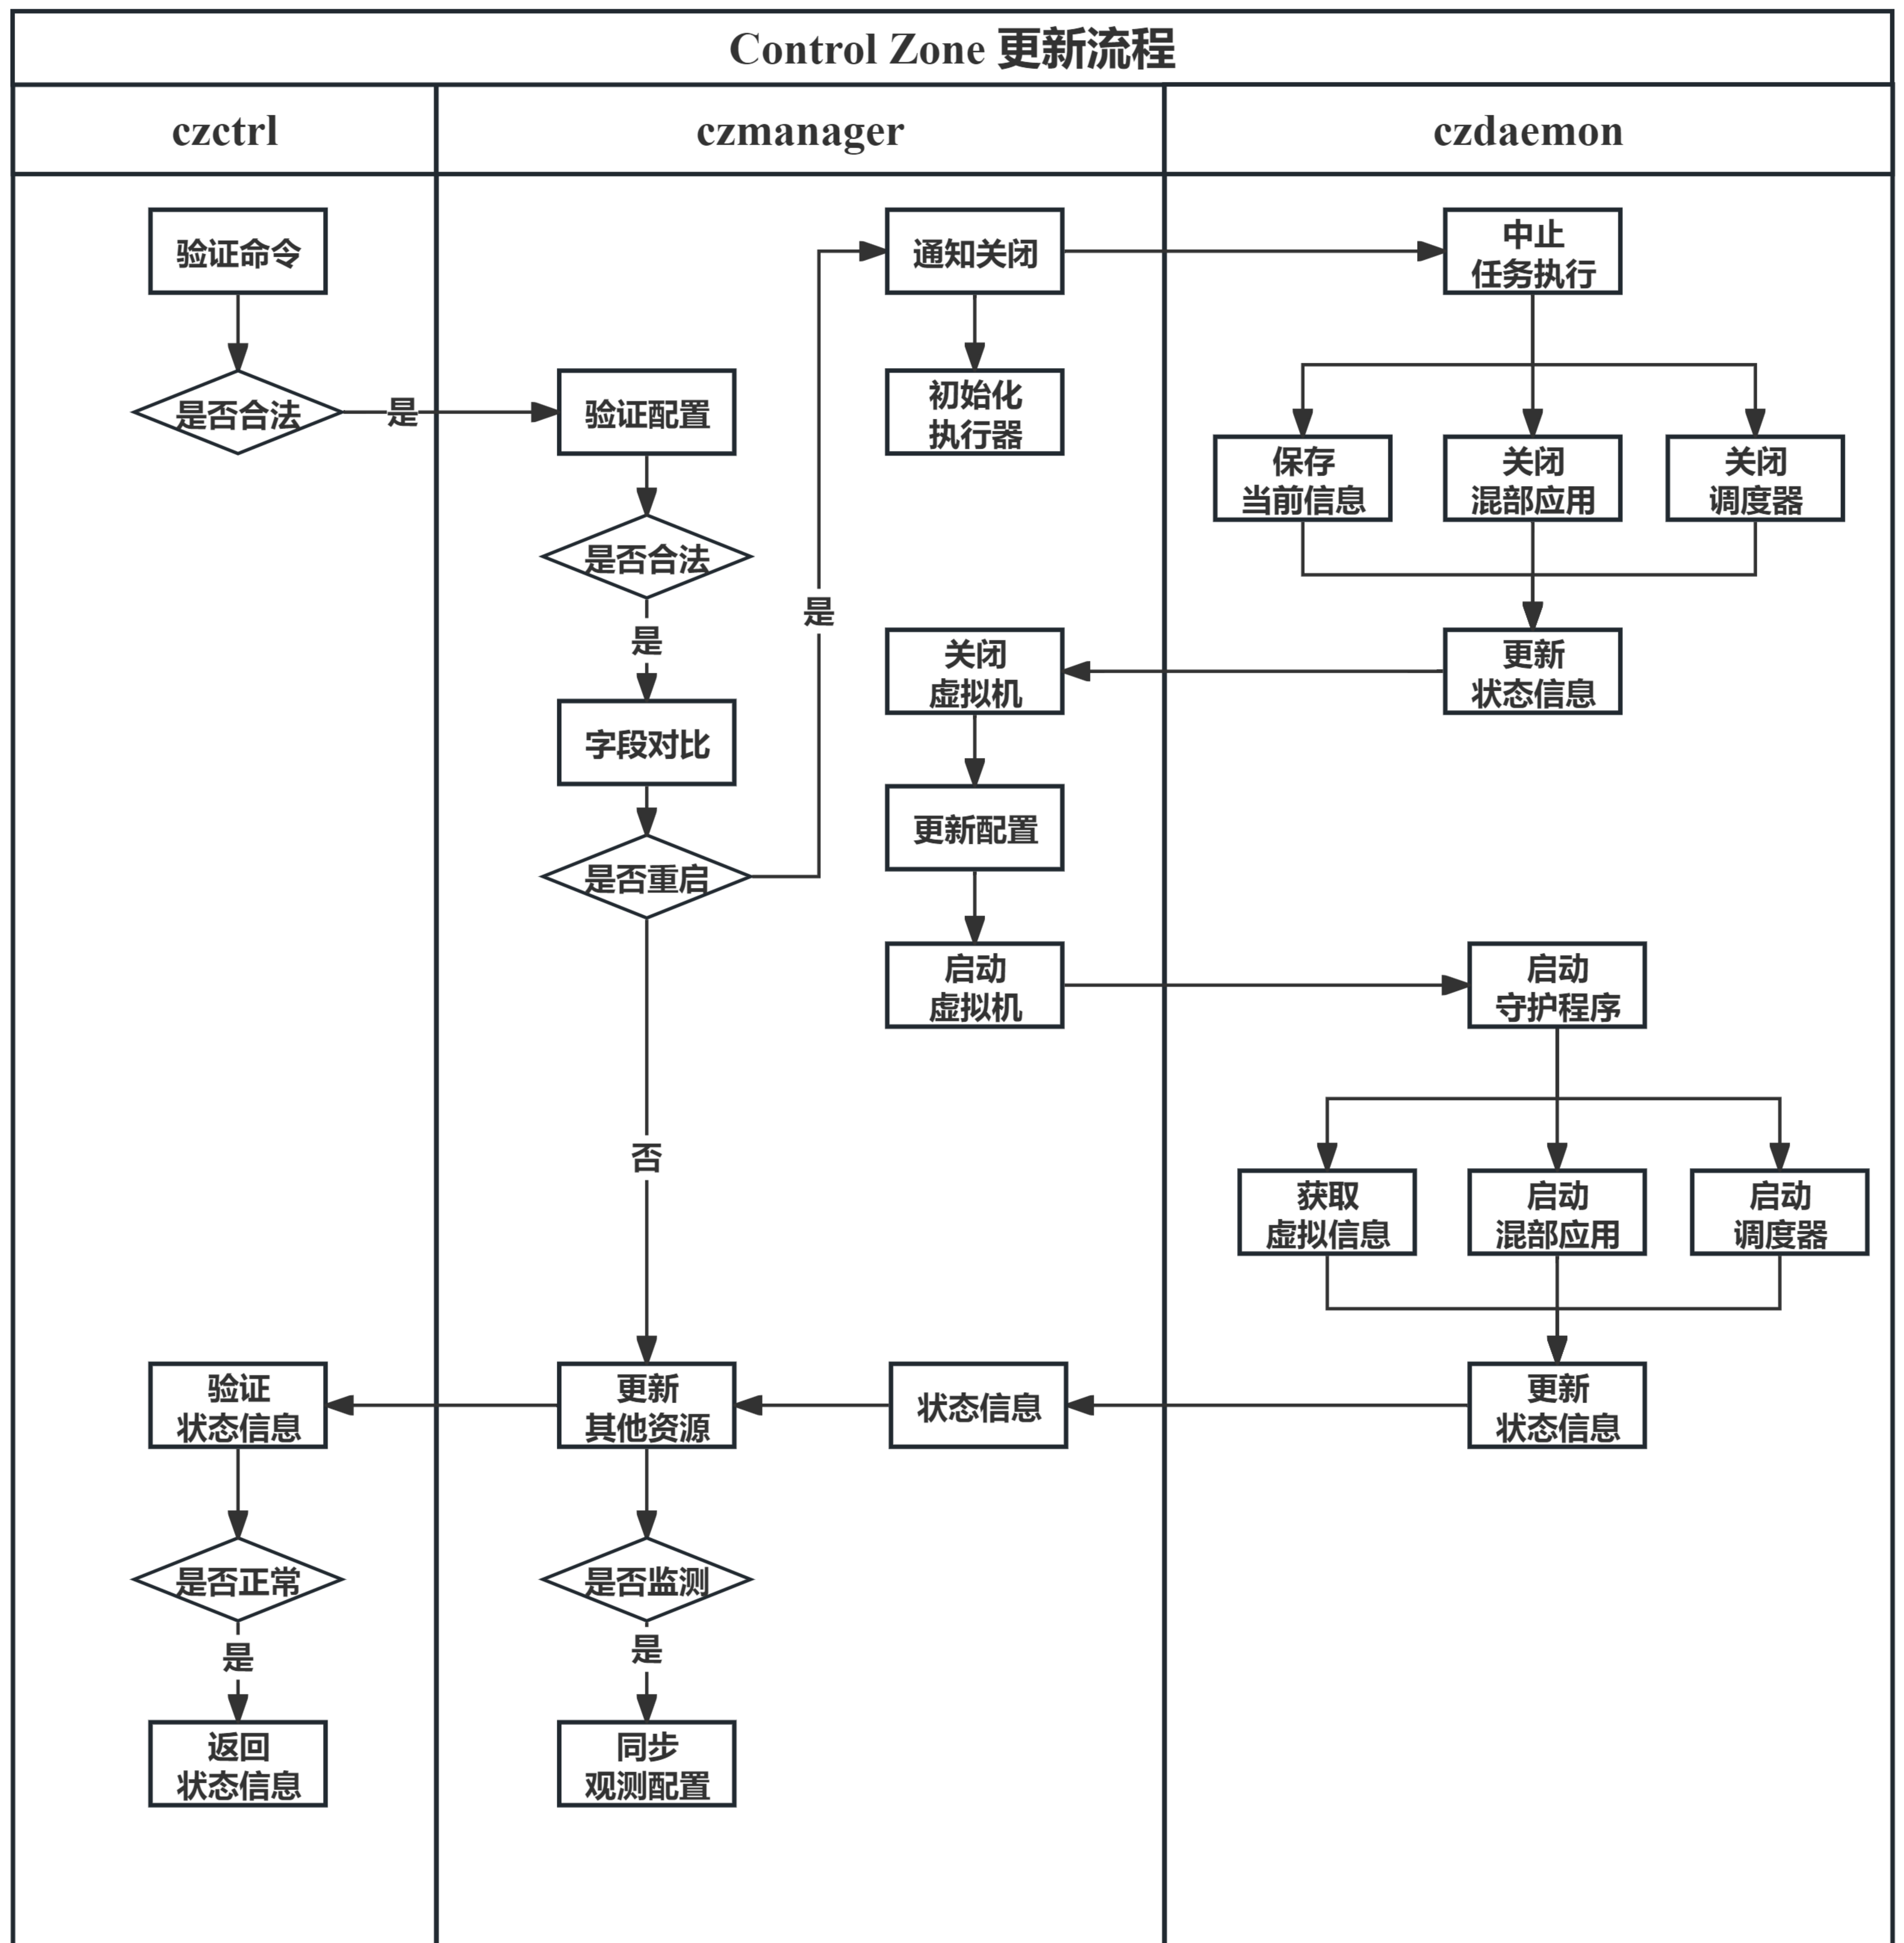 Control Zone 更新流程
czctrl
czmanager
czdaemon
验证命令
是否合法
是
验证配置
是否合法
是
字段对比
是否重启
是
否
通知关闭
初始化
执行器
中止
任务执行
保存
当前信息
关闭
混部应用
关闭
调度器
更新
状态信息
关闭
虚拟机
更新配置
启动
虚拟机
启动
守护程序
获取
虚拟信息
启动
混部应用
启动
调度器
更新
状态信息
状态信息
更新
其他资源
验证
状态信息
是否正常
是
返回
状态信息
是否监测
是
同步
观测配置